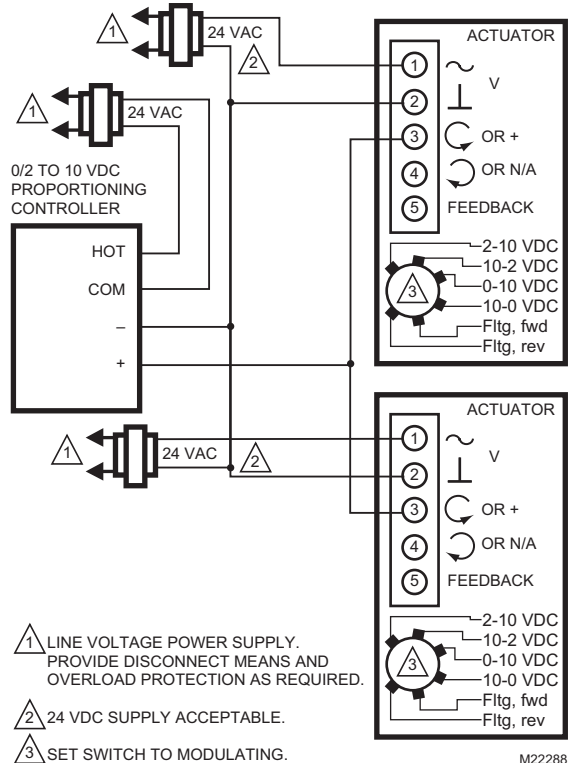 1
24 VAC
2
1
24 VAC
0/2 TO 10 VDC
PROPORTIONING
CONTROLLER
HOT
COM
–
+
ACTUATOR
1
V
2
3 OR +
4 OR N/A
5 FEEDBACK
3
2-10 VDC
10-2 VDC
0-10 VDC
10-0 VDC
Fltg, fwd
Fltg, rev
1
24 VAC
2
ACTUATOR
1
V
2
3 OR +
4 OR N/A
5 FEEDBACK
3
2-10 VDC
10-2 VDC
0-10 VDC
10-0 VDC
Fltg, fwd
Fltg, rev
1 LINE VOLTAGE POWER SUPPLY.
PROVIDE DISCONNECT MEANS AND
OVERLOAD PROTECTION AS REQUIRED.
2 24 VDC SUPPLY ACCEPTABLE.
3 SET SWITCH TO MODULATING.
M22288